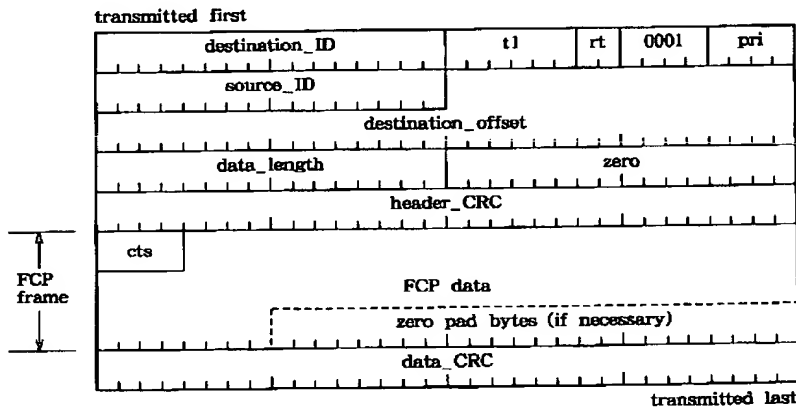 transmitted first
destination_ID tl rt 0001 pri
source_ID
destination_offset
data_length zero
header_CRC
cts
FCP frame
FCP data
zero pad bytes (if necessary)
data_CRC
transmitted last